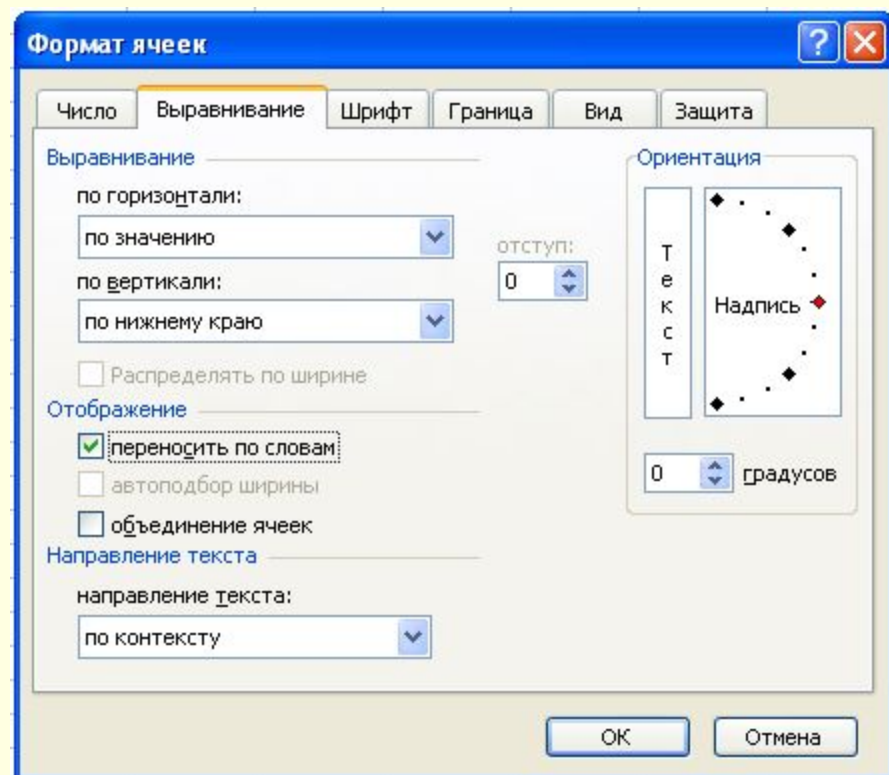 Формат ячеек
Число Выравнивание Шрифт Граница Вид Защита
Выравнивание
по горизонтали:
по значению
отступ:
0
по вертикали:
по нижнему краю
Распределять по ширине
Отображение
переносить по словам
автоподбор ширины
объединение ячеек
Направление текста
направление текста:
по контексту
Ориентация
Текст
Надпись
0 градусов
ОК Отмена